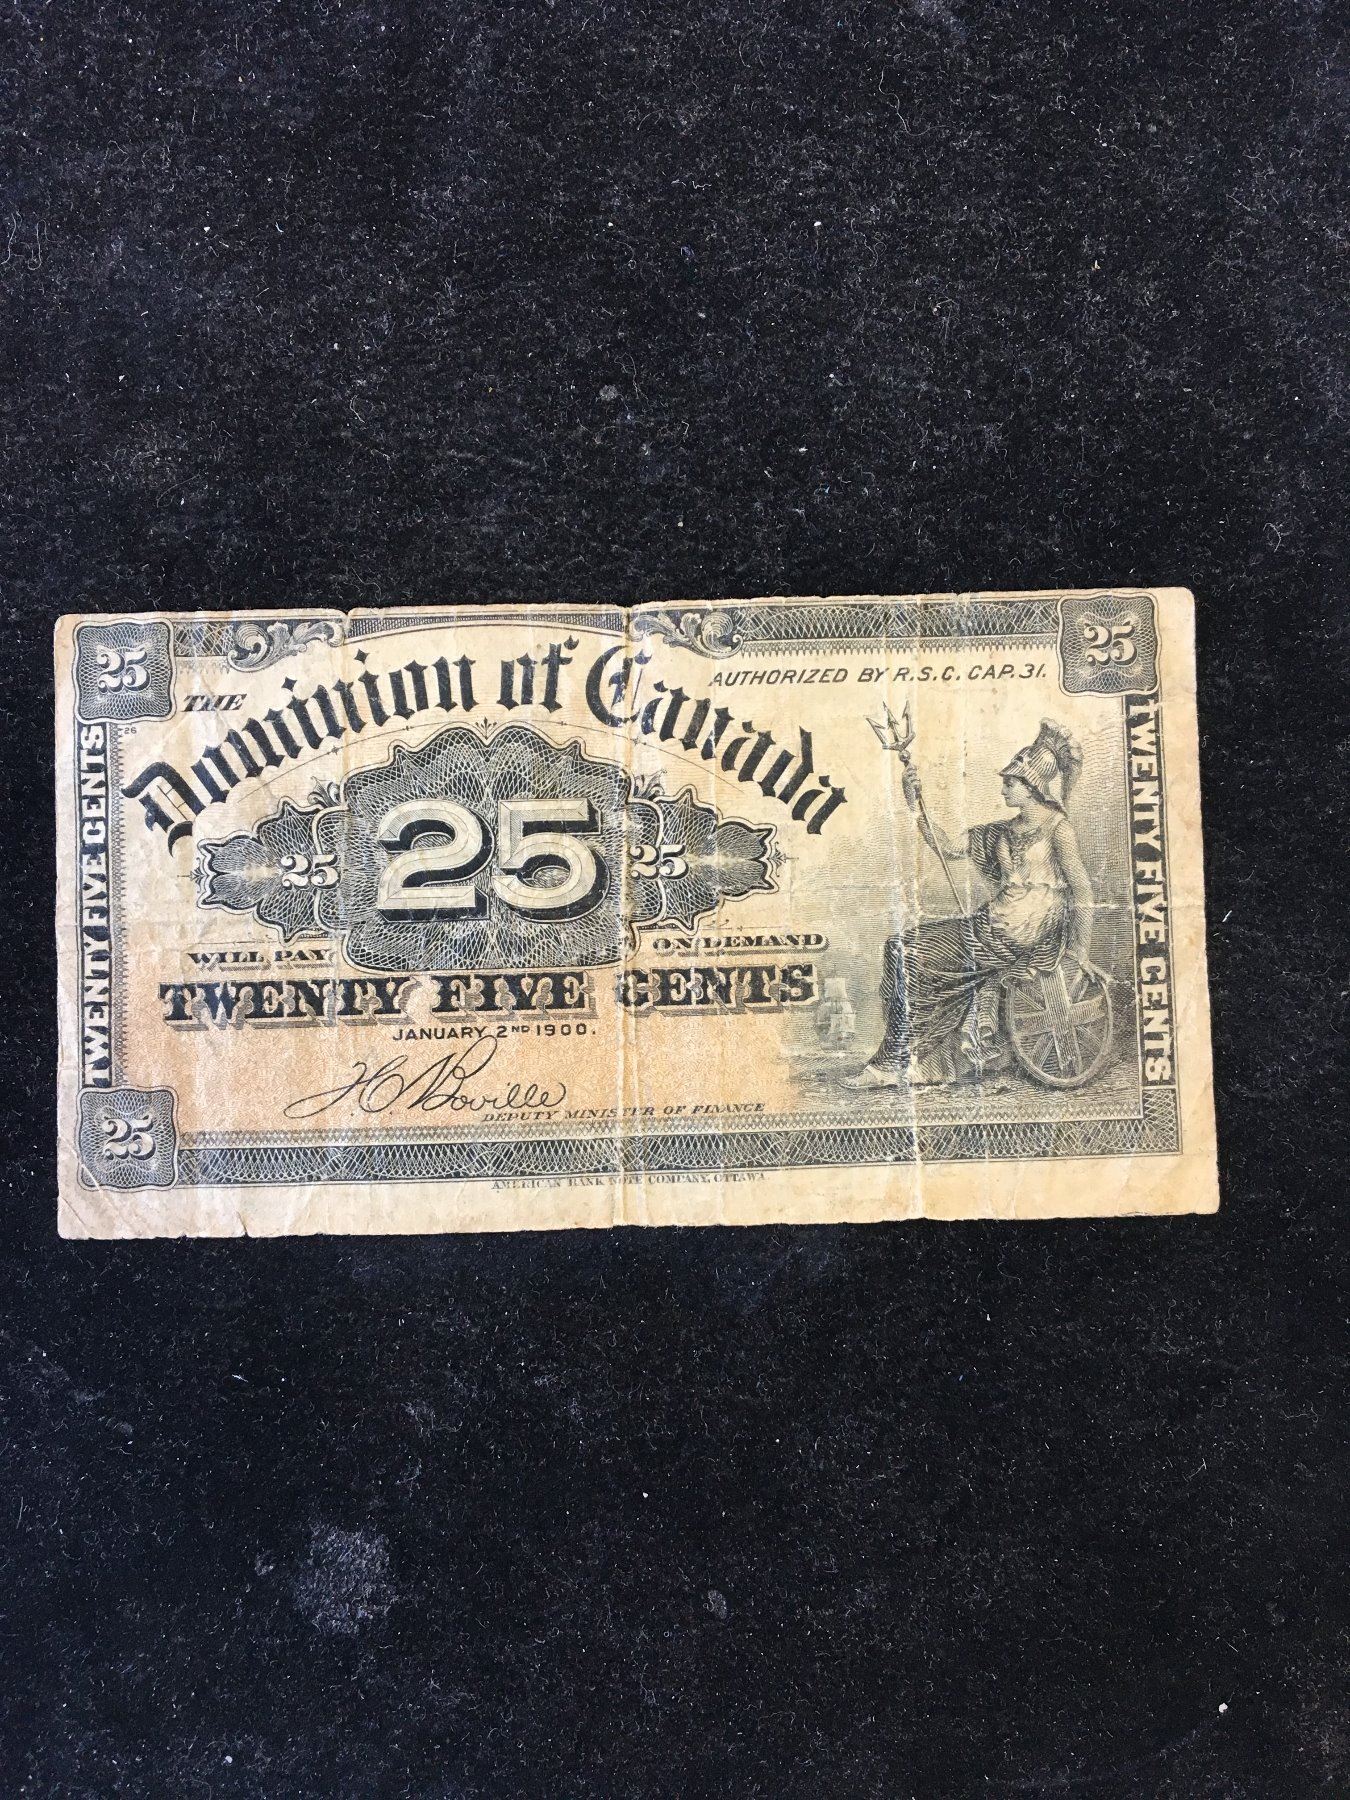 25
25
THE
Dominion of Canada
AUTHORIZED BY R.S.C. CAP. 31.
26
TWENTY FIVE CENTS
TWENTY FIVE CENTS
25
25
25
WILL PAY
ON DEMAND
TWENTY FIVE CENTS
JANUARY 2ND 1900.
H C Boville
DEPUTY MINISTER OF FINANCE
25
AMERICAN BANK NOTE COMPANY, OTTAWA.